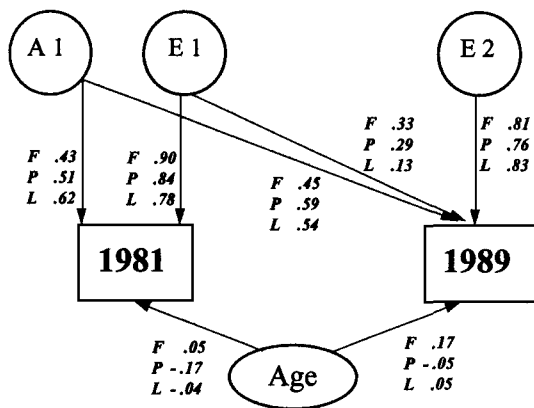 A 1
E 1
E 2
F .43
P .51
L .62
F .90
P .84
L .78
F .45
P .59
L .54
F .33
P .29
L .13
F .81
P .76
L .83
1981
1989
F .05
P -.17
L -.04
Age
F .17
P -.05
L .05